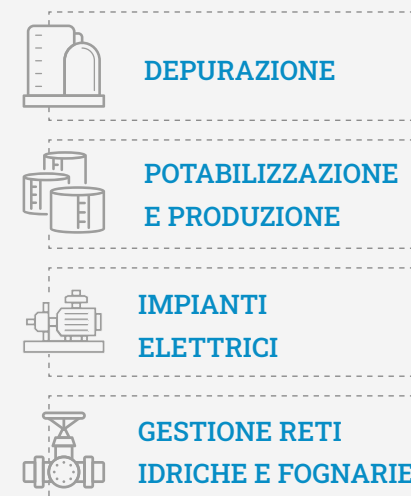 DEPURAZIONE
POTABILIZZAZIONE
E PRODUZIONE
IMPIANTI
ELETTRICI
GESTIONE RETI
IDRICHE E FOGNARIE